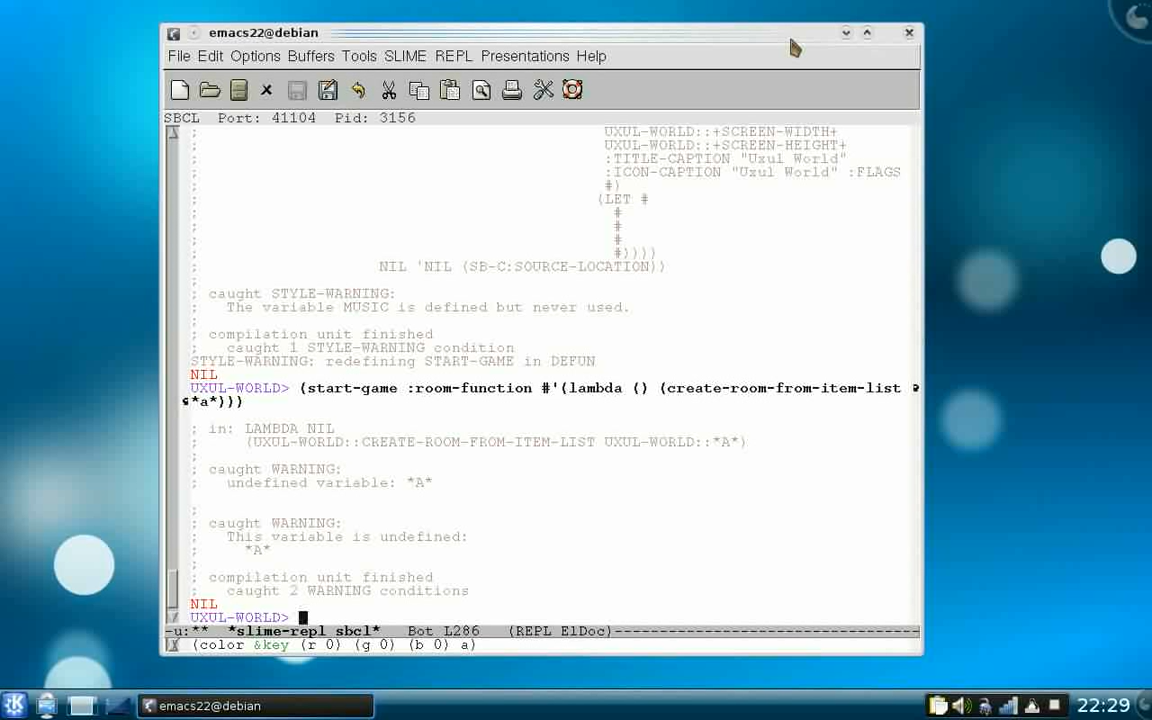 emacs22@debian
File Edit Options Buffers Tools SLIME REPL Presentations Help
SBCL  Port: 41104  Pid: 3156
;                                             UXUL-WORLD::+SCREEN-WIDTH+
;                                             UXUL-WORLD::+SCREEN-HEIGHT+
;                                             :TITLE-CAPTION "Uxul World"
;                                             :ICON-CAPTION "Uxul World" :FLAGS
;                                             #)
;                                            (LET #
;                                              #
;                                              #
;                                              #
;                                              #))))
;                    NIL 'NIL (SB-C:SOURCE-LOCATION))
;
; caught STYLE-WARNING:
;   The variable MUSIC is defined but never used.
;
; compilation unit finished
;   caught 1 STYLE-WARNING condition
STYLE-WARNING: redefining START-GAME in DEFUN
NIL
UXUL-WORLD> (start-game :room-function #'(lambda () (create-room-from-item-list
*a*)))
; in: LAMBDA NIL
;     (UXUL-WORLD::CREATE-ROOM-FROM-ITEM-LIST UXUL-WORLD::*A*)
;
; caught WARNING:
;   undefined variable: *A*
;
; caught WARNING:
;   This variable is undefined:
;     *A*
;
; compilation unit finished
;   caught 2 WARNING conditions
NIL
UXUL-WORLD>
-u:**  *slime-repl sbcl*   Bot L286   (REPL ElDoc)----------------------------------
(color &key (r 0) (g 0) (b 0) a)
emacs22@debian
22:29